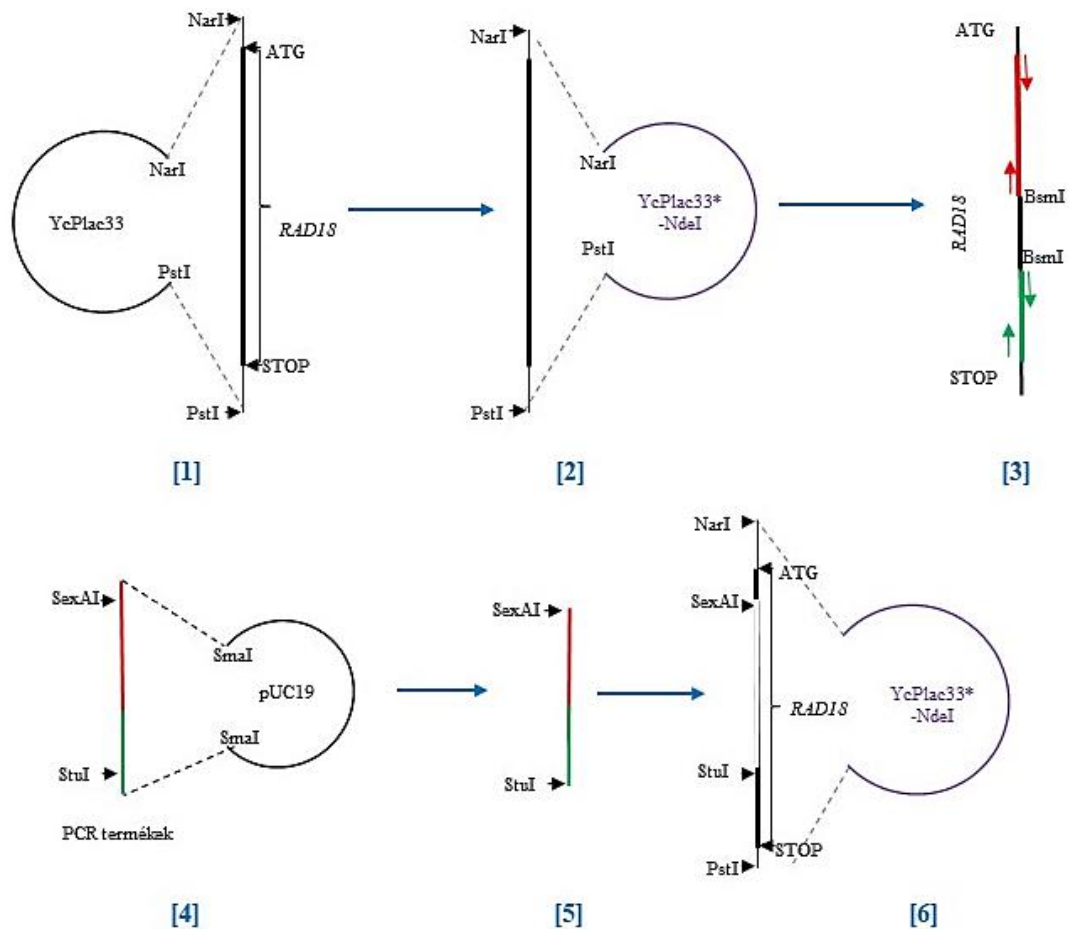 NarI
ATG
NarI
YcPlac33
PstI
RAD18
STOP
PstI
[1]
NarI
NarI
YcPlac33*
-NdeI
PstI
PstI
[2]
ATG
BsmI
RAD18
BsmI
STOP
[3]
SexAI
SmaI
pUC19
SmaI
StuI
PCR termékek
[4]
SexAI
StuI
[5]
NarI
ATG
SexAI
YcPlac33*
-NdeI
RAD18
StuI
STOP
PstI
[6]